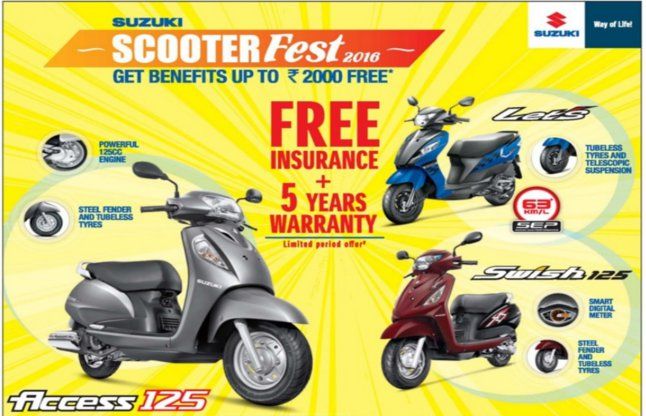 SUZUKI
SCOOTER Fest 2016
GET BENEFITS UP TO ₹ 2000 FREE*
SUZUKI
Way of Life!
FREE
INSURANCE
+
5 YEARS
WARRANTY
Limited period offer#
POWERFUL
125CC
ENGINE
STEEL FENDER
AND TUBELESS
TYRES
SUZUKI
Access 125
Let's
TUBELESS
TYRES AND
TELESCOPIC
SUSPENSION
63
KM/L
SEP
Swish 125
SMART
DIGITAL
METER
STEEL
FENDER
AND
TUBELESS
TYRES